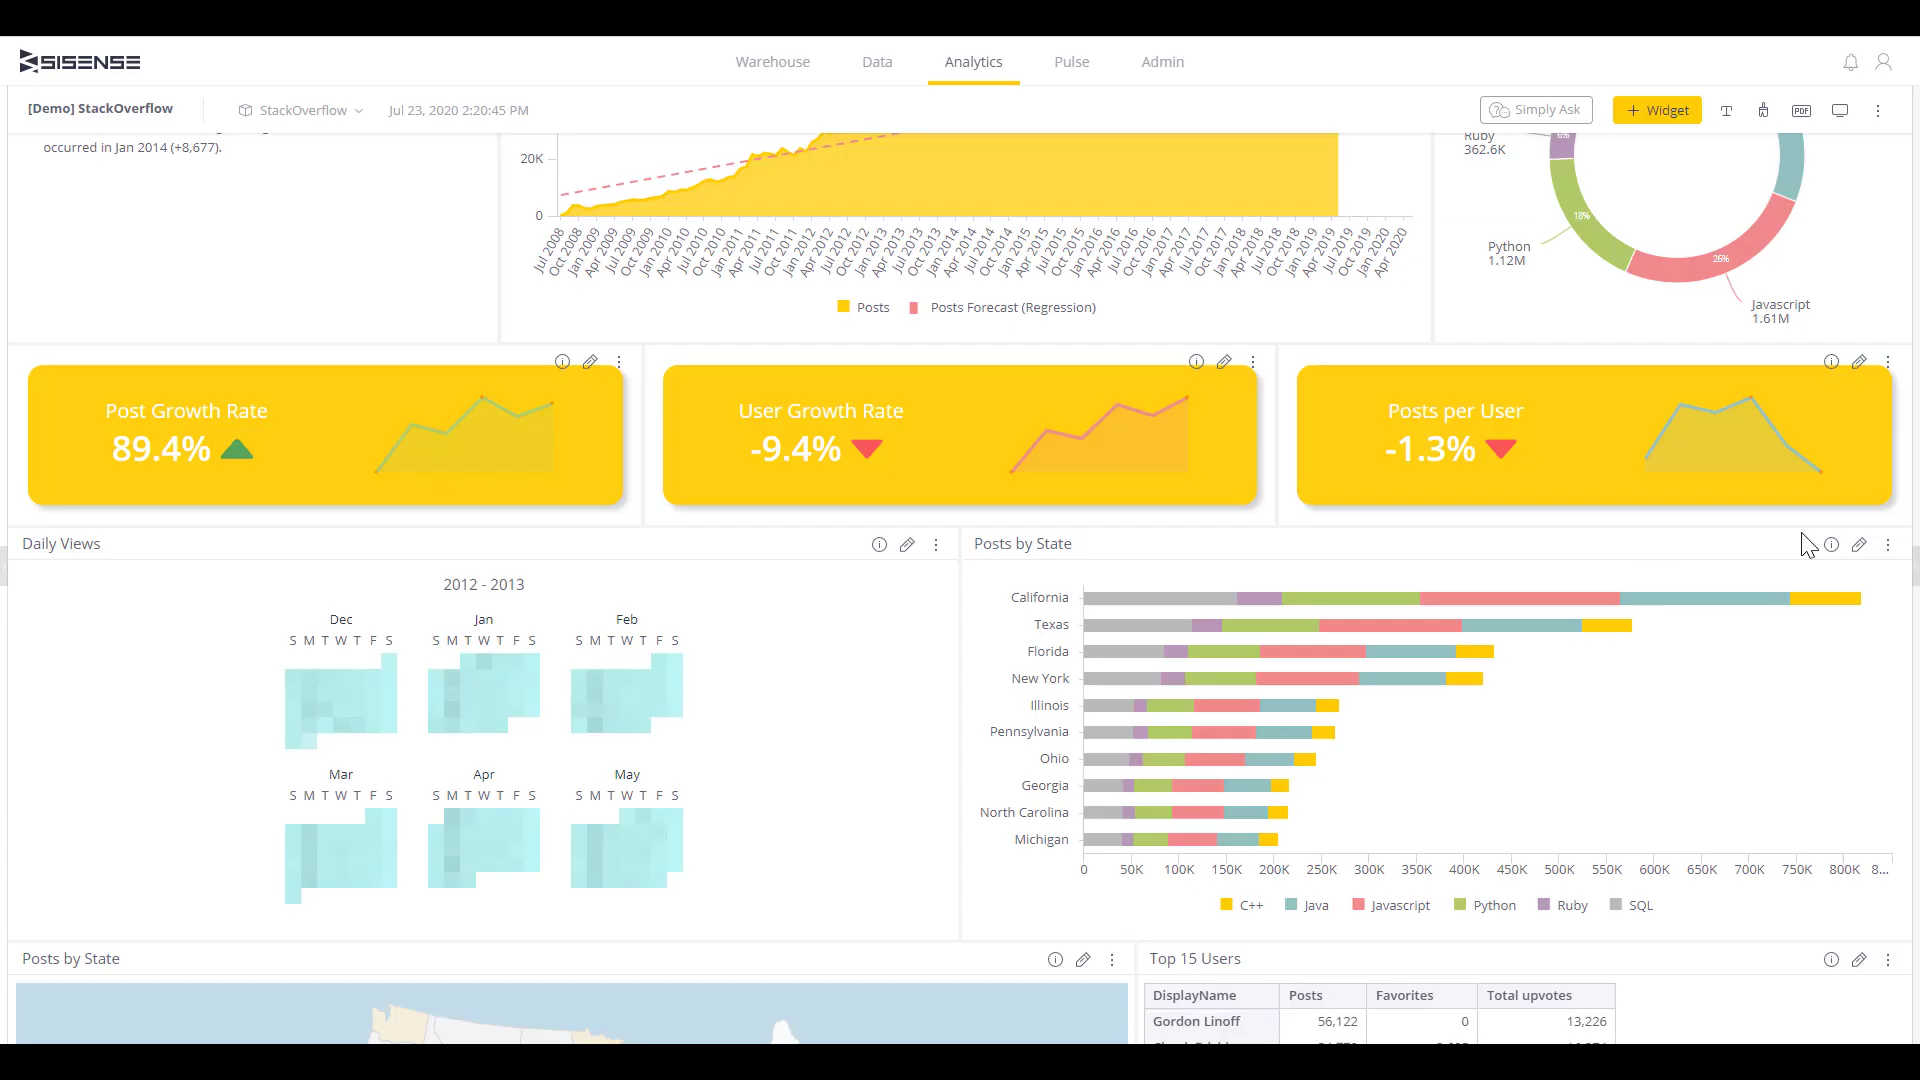 SISENSE
Warehouse Data Analytics Pulse Admin
[Demo] StackOverflow StackOverflow Jul 23, 2020 2:20:45 PM Simply Ask + Widget PDF
occurred in Jan 2014 (+8,677).
20K
0
Jul 2008 Oct 2008 Jan 2009 Apr 2009 Jul 2009 Oct 2009 Jan 2010 Apr 2010 Jul 2010 Oct 2010 Jan 2011 Apr 2011 Jul 2011 Oct 2011 Jan 2012 Apr 2012 Jul 2012 Oct 2012 Jan 2013 Apr 2013 Jul 2013 Oct 2013 Jan 2014 Apr 2014 Jul 2014 Oct 2014 Jan 2015 Apr 2015 Jul 2015 Oct 2015 Jan 2016 Apr 2016 Jul 2016 Oct 2016 Jan 2017 Apr 2017 Jul 2017 Oct 2017 Jan 2018 Apr 2018 Jul 2018 Oct 2018 Jan 2019 Apr 2019 Jul 2019 Oct 2019 Jan 2020 Apr 2020
Posts Posts Forecast (Regression)
Ruby
362.6K
6%
18%
Python
1.12M
26%
Javascript
1.61M
Post Growth Rate
89.4%
User Growth Rate
-9.4%
Posts per User
-1.3%
Daily Views
2012 - 2013
Dec Jan Feb
S M T W T F S S M T W T F S S M T W T F S
Mar Apr May
S M T W T F S S M T W T F S S M T W T F S
Posts by State
California
Texas
Florida
New York
Illinois
Pennsylvania
Ohio
Georgia
North Carolina
Michigan
0 50K 100K 150K 200K 250K 300K 350K 400K 450K 500K 550K 600K 650K 700K 750K 800K 8...
C++ Java Javascript Python Ruby SQL
Posts by State
Top 15 Users
DisplayName Posts Favorites Total upvotes
Gordon Linoff 56,122 0 13,226